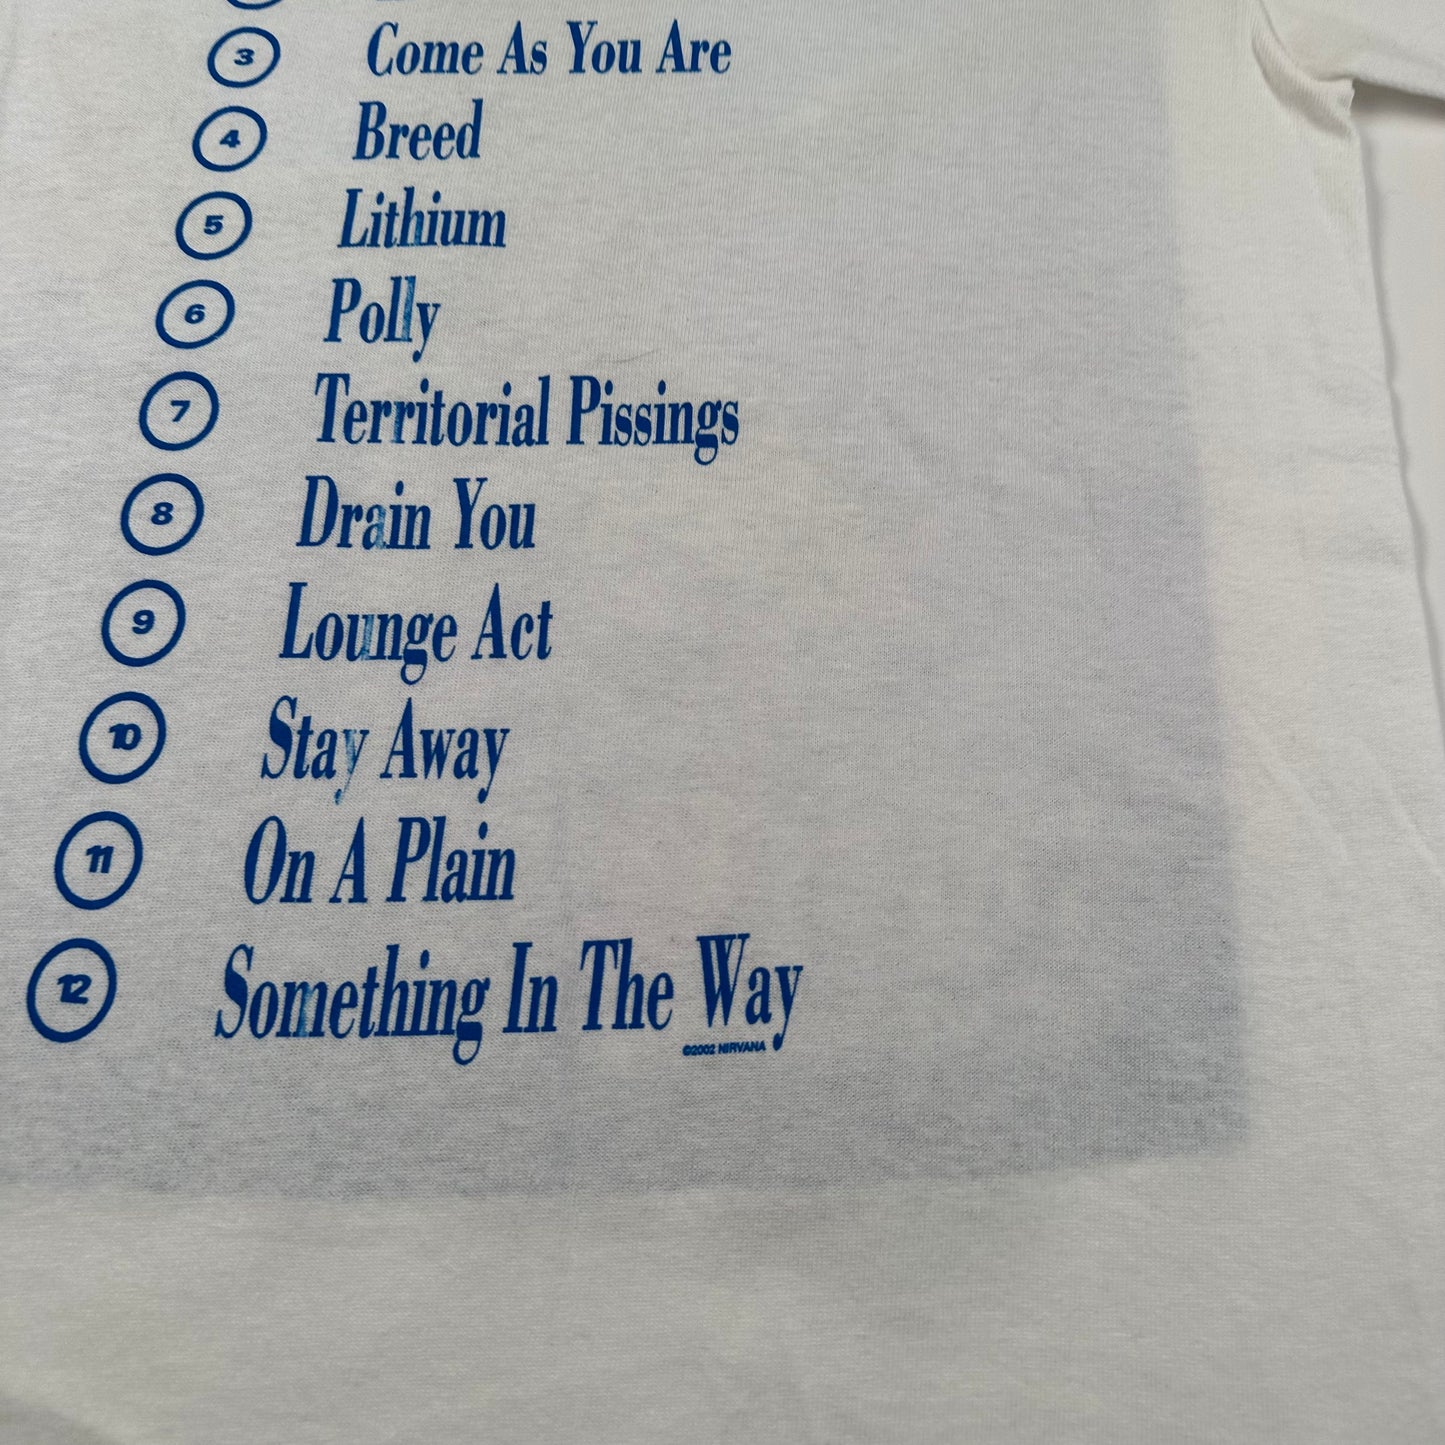 3 Come As You Are
4 Breed
5 Lithium
6 Polly
7 Territorial Pissings
8 Drain You
9 Lounge Act
10 Stay Away
11 On A Plain
12 Something In The Way
©2002 NIRVANA